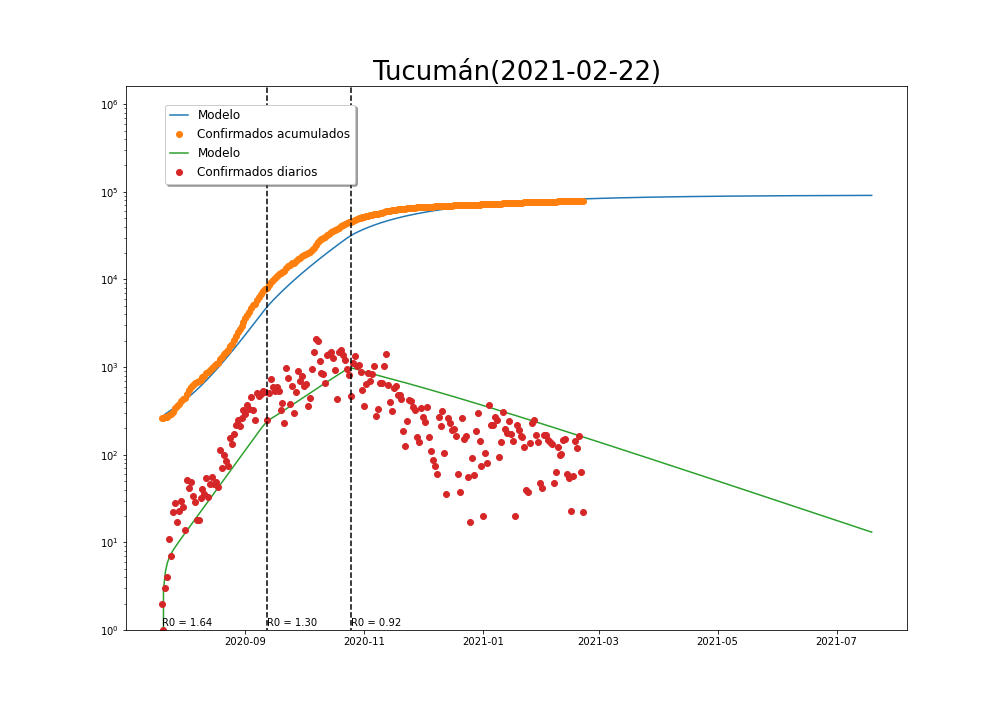 Tucumán(2021-02-22)
Modelo
Confirmados acumulados
Modelo
Confirmados diarios
10⁶
10⁵
10⁴
10³
10²
10¹
10⁰
R0 = 1.64 R0 = 1.30 R0 = 0.92
2020-09 2020-11 2021-01 2021-03 2021-05 2021-07